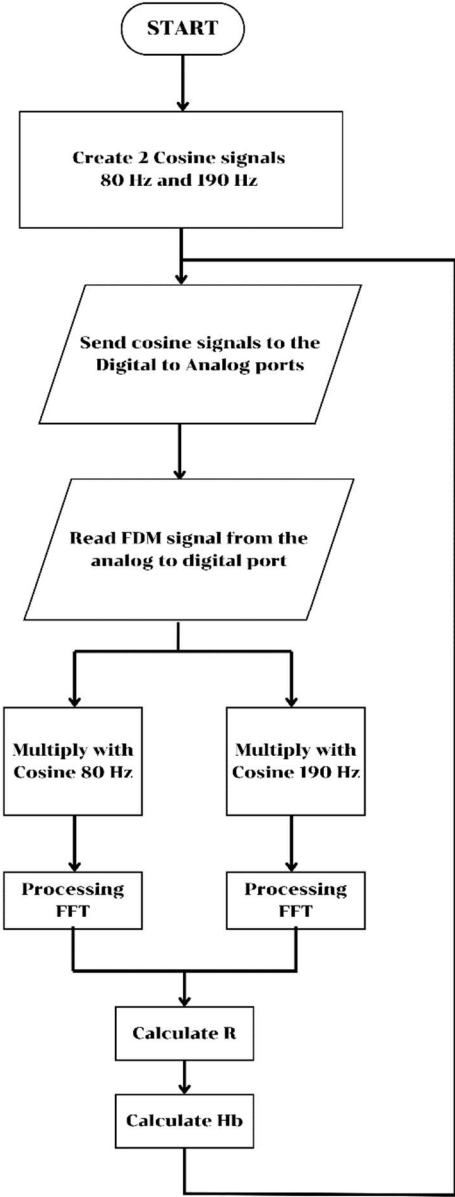 START
Create 2 Cosine signals
80 Hz and 190 Hz
Send cosine signals to the
Digital to Analog ports
Read FDM signal from the
analog to digital port
Multiply with
Cosine 80 Hz
Multiply with
Cosine 190 Hz
Processing
FFT
Processing
FFT
Calculate R
Calculate Hb